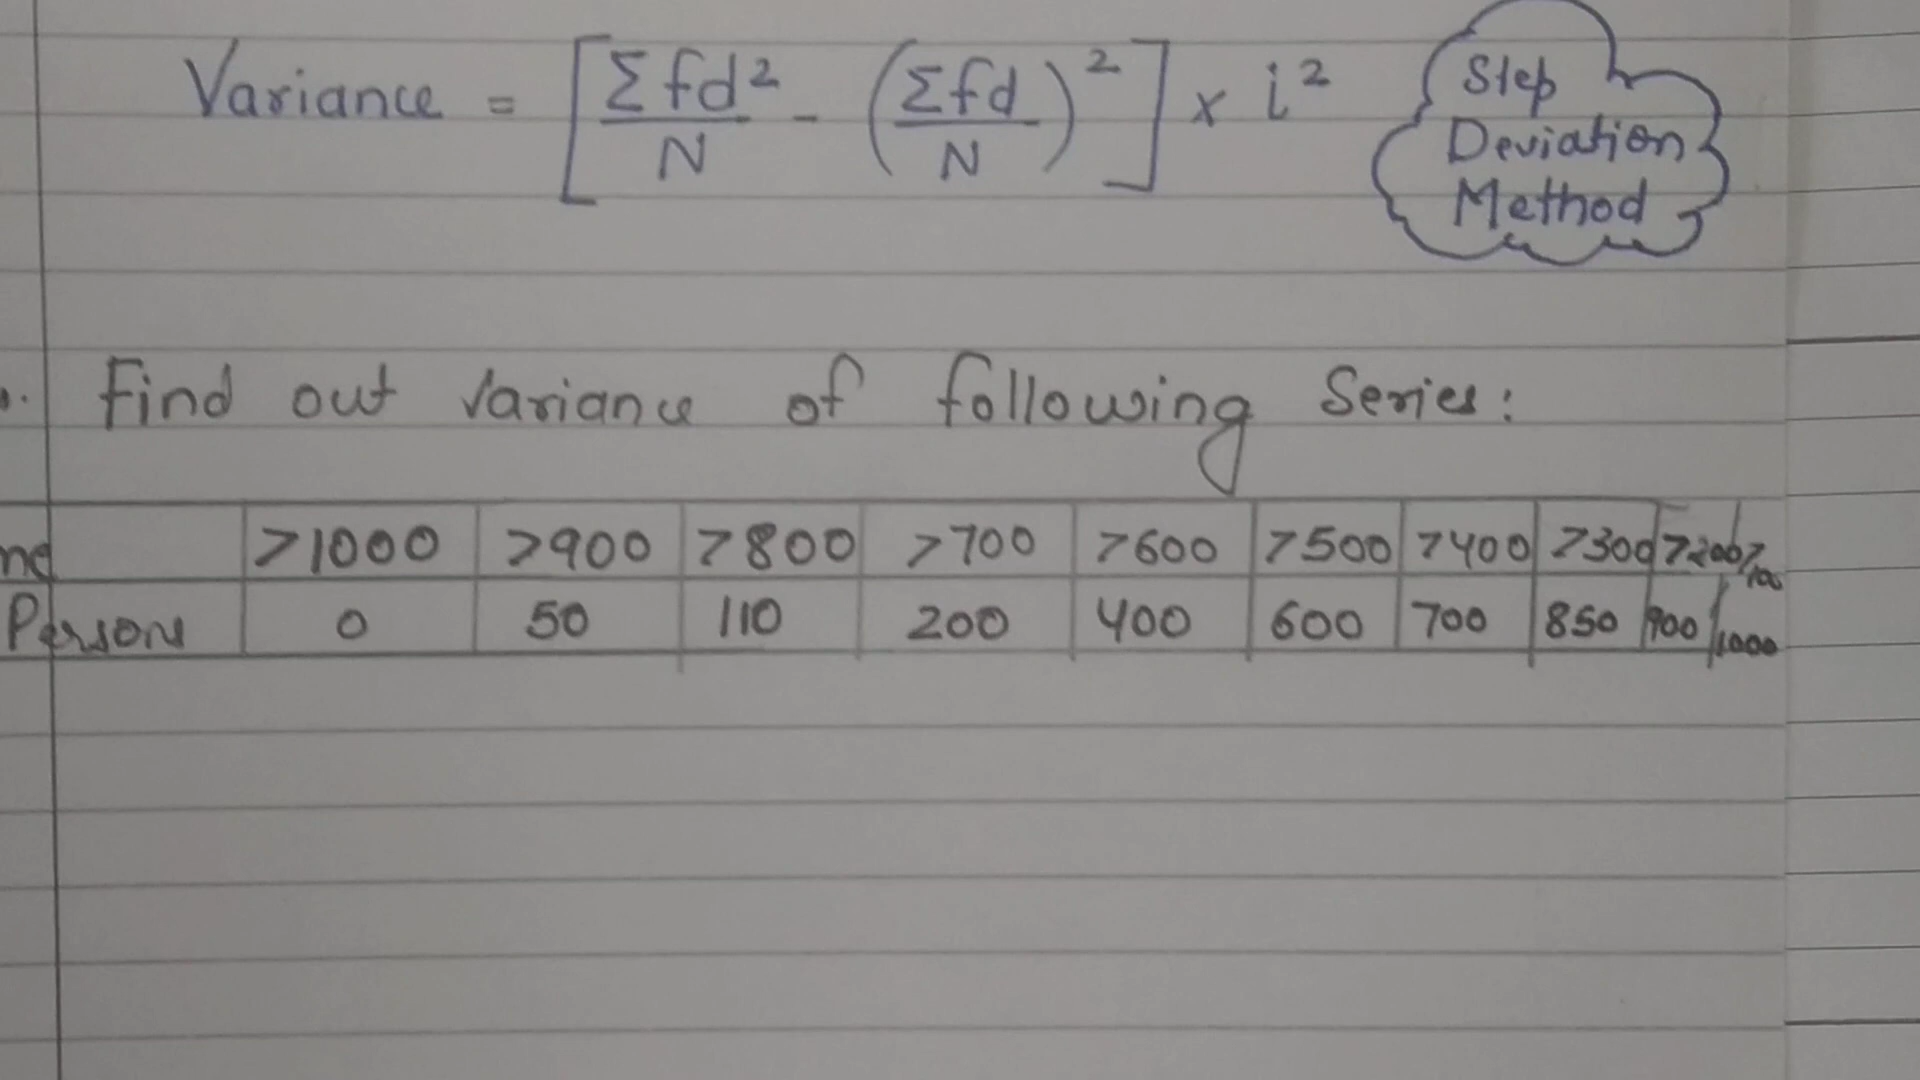 Variance = [Σfd²/N - (Σfd/N)²] x i²
Step
Deviation
Method
Find out Variance of following Series:
>1000 >900 >800 >700 >600 >500 >400 >300 >200 >100
Persons 0 50 110 200 400 600 700 850 900 1000